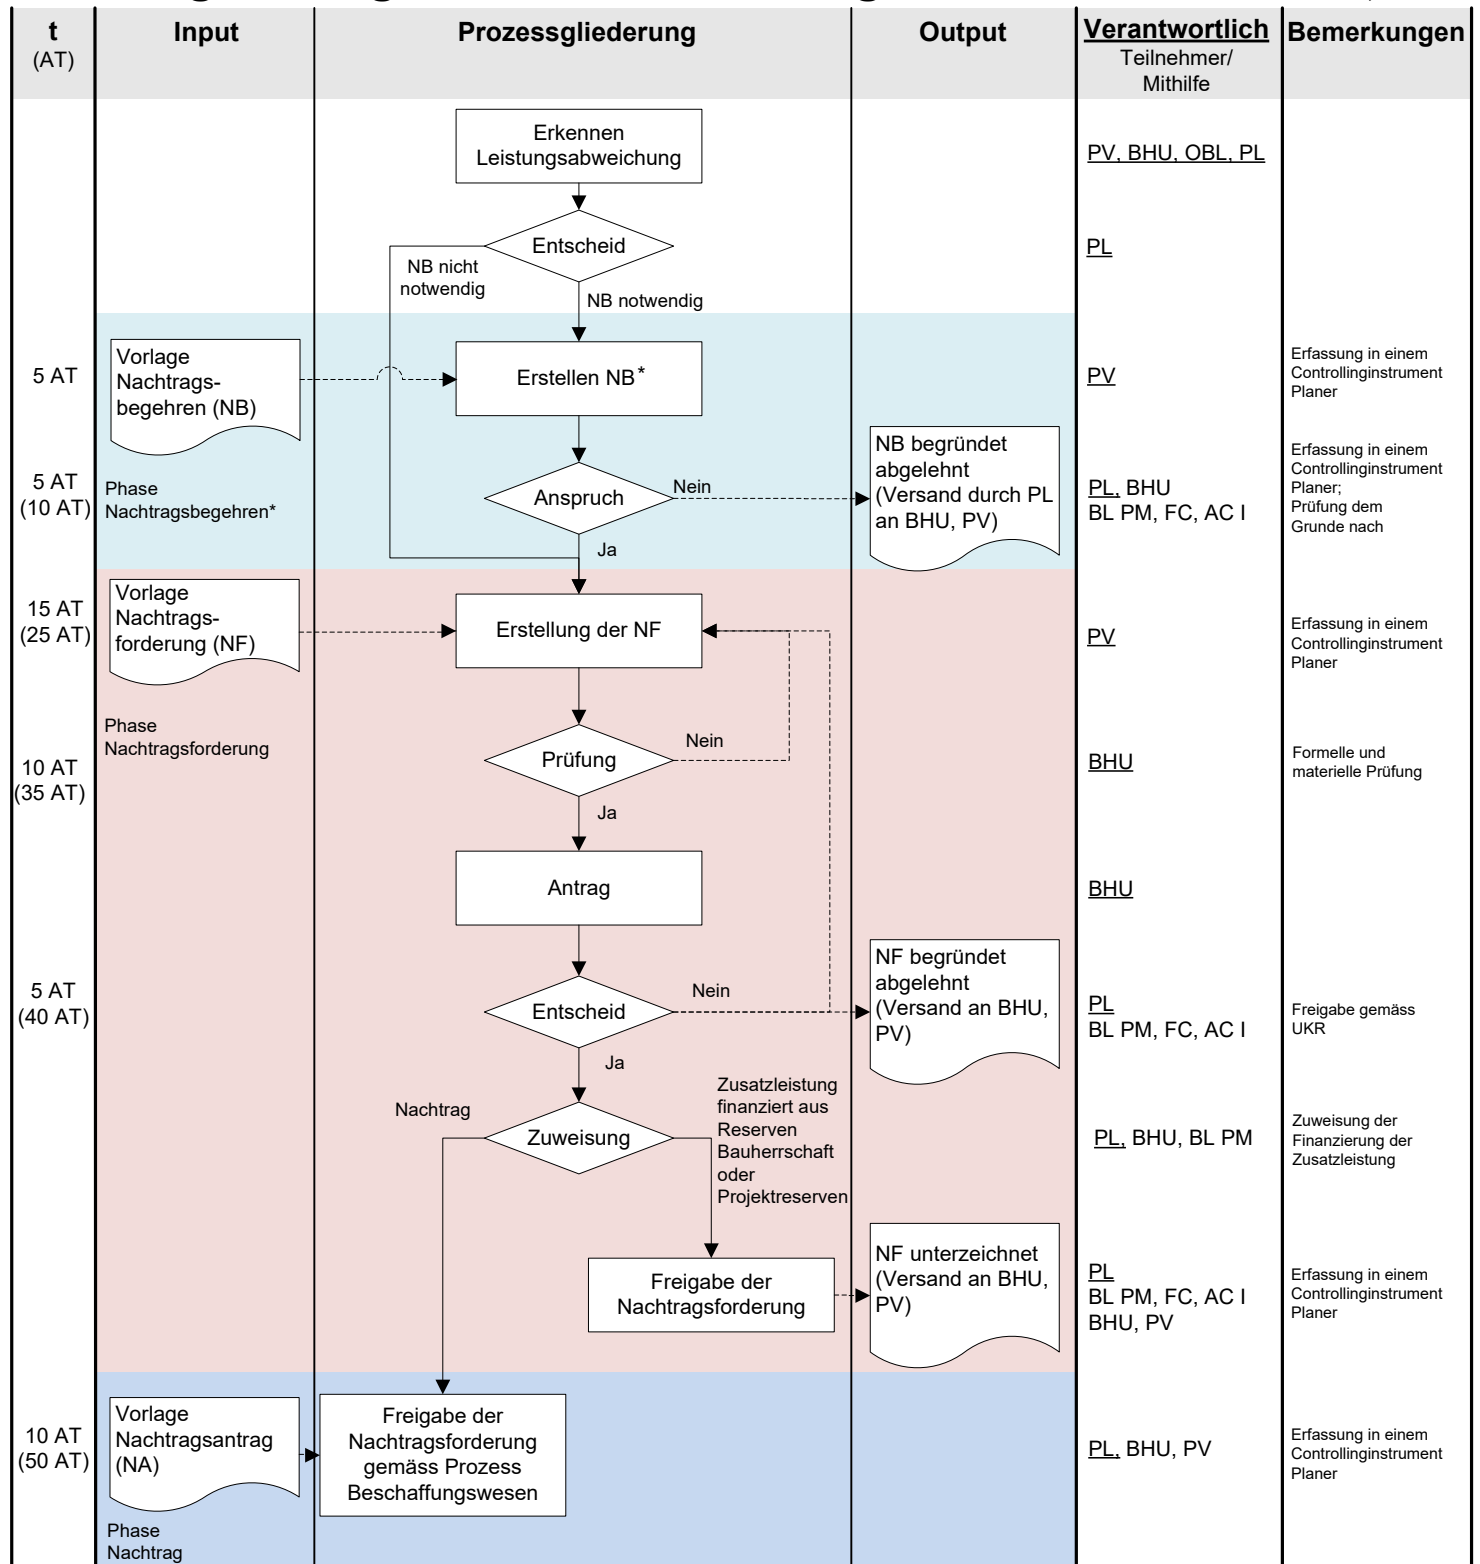 t
(AT)
Input
Prozessgliederung
Output
Verantwortlich
Teilnehmer/
Mithilfe
Bemerkungen
Erkennen
Leistungsabweichung
PV, BHU, OBL, PL
Entscheid
PL
NB nicht
notwendig
NB notwendig
5 AT
Vorlage
Nachtrags-
begehren (NB)
Erstellen NB*
PV
Erfassung in einem
Controllinginstrument
Planer
5 AT
(10 AT)
Phase
Nachtragsbegehren*
Anspruch
Nein
Ja
NB begründet
abgelehnt
(Versand durch PL
an BHU, PV)
PL, BHU
BL PM, FC, AC I
Erfassung in einem
Controllinginstrument
Planer;
Prüfung dem
Grunde nach
15 AT
(25 AT)
Vorlage
Nachtrags-
forderung (NF)
Erstellung der NF
PV
Erfassung in einem
Controllinginstrument
Planer
Phase
Nachtragsforderung
10 AT
(35 AT)
Prüfung
Nein
Ja
BHU
Formelle und
materielle Prüfung
Antrag
BHU
5 AT
(40 AT)
Entscheid
Nein
Ja
NF begründet
abgelehnt
(Versand an BHU,
PV)
PL
BL PM, FC, AC I
Freigabe gemäss
UKR
Nachtrag
Zuweisung
Zusatzleistung
finanziert aus
Reserven
Bauherrschaft
oder
Projektreserven
PL, BHU, BL PM
Zuweisung der
Finanzierung der
Zusatzleistung
Freigabe der
Nachtragsforderung
NF unterzeichnet
(Versand an BHU,
PV)
PL
BL PM, FC, AC I
BHU, PV
Erfassung in einem
Controllinginstrument
Planer
10 AT
(50 AT)
Vorlage
Nachtragsantrag
(NA)
Freigabe der
Nachtragsforderung
gemäss Prozess
Beschaffungswesen
PL, BHU, PV
Erfassung in einem
Controllinginstrument
Planer
Phase
Nachtrag